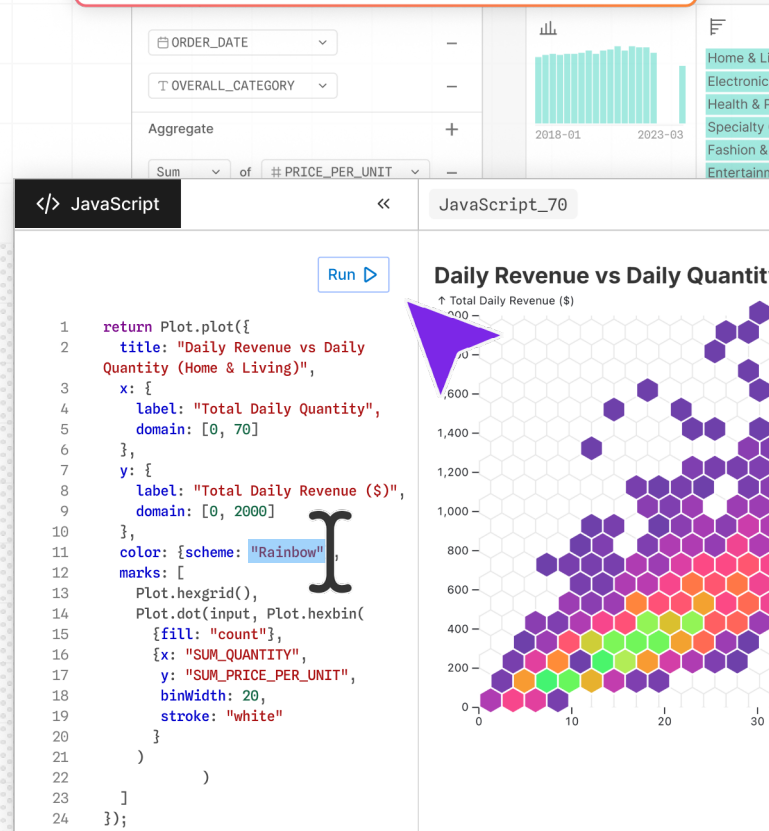 ORDER_DATE
T OVERALL_CATEGORY
Aggregate
Sum of # PRICE_PER_UNIT
2018-01 2023-03
Home & Li
Electronic
Health & P
Specialty
Fashion &
Entertainn
</> JavaScript «
JavaScript_70
Run
1 return Plot.plot({
2 title: "Daily Revenue vs Daily
Quantity (Home & Living)",
3 x: {
4 label: "Total Daily Quantity",
5 domain: [0, 70]
6 },
7 y: {
8 label: "Total Daily Revenue ($)",
9 domain: [0, 2000]
10 },
11 color: {scheme: "Rainbow" ,
12 marks: [
13 Plot.hexgrid(),
14 Plot.dot(input, Plot.hexbin(
15 {fill: "count"},
16 {x: "SUM_QUANTITY",
17 y: "SUM_PRICE_PER_UNIT",
18 binWidth: 20,
19 stroke: "white"
20 }
21 )
22 )
23 ]
24 });
Daily Revenue vs Daily Quantit
↑ Total Daily Revenue ($)
1,400
1,200
1,000
800
600
400
200
0
0 10 20 30